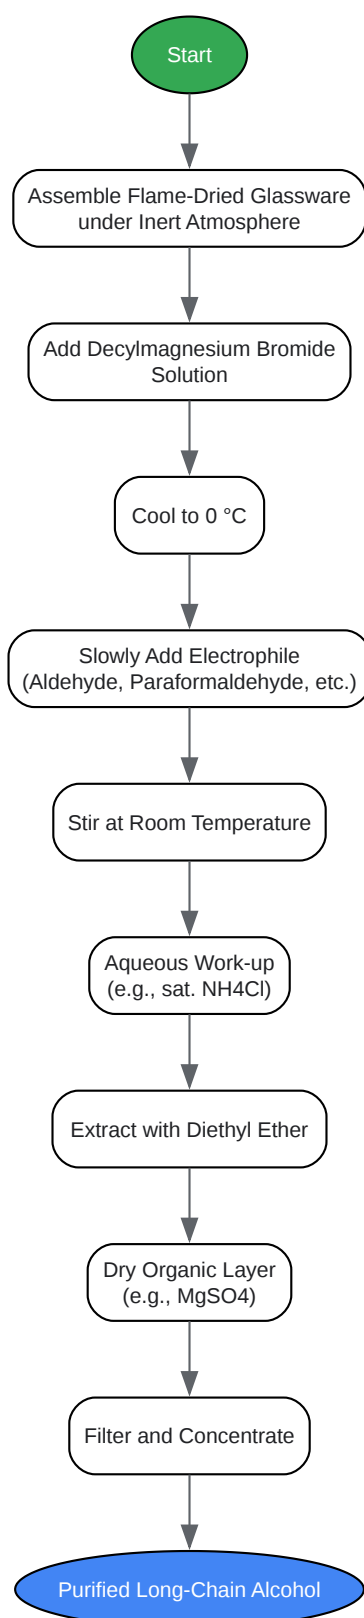 Start
Assemble Flame-Dried Glassware
under Inert Atmosphere
Add Decylmagnesium Bromide
Solution
Cool to 0 °C
Slowly Add Electrophile
(Aldehyde, Paraformaldehyde, etc.)
Stir at Room Temperature
Aqueous Work-up
(e.g., sat. NH4Cl)
Extract with Diethyl Ether
Dry Organic Layer
(e.g., MgSO4)
Filter and Concentrate
Purified Long-Chain Alcohol